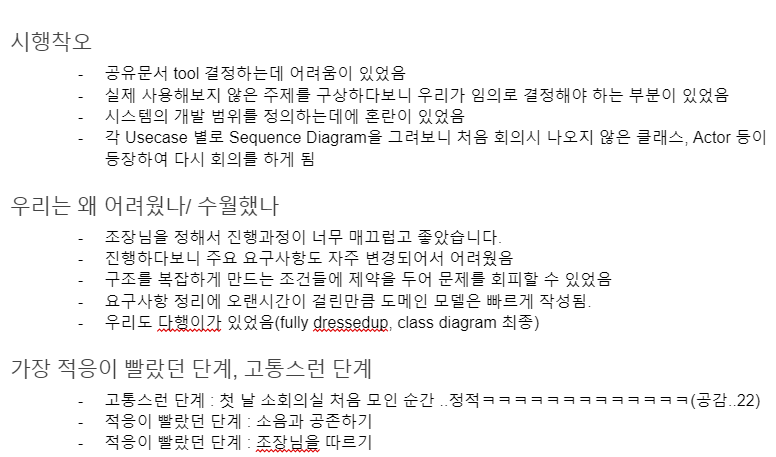 시행착오
- 공유문서 tool 결정하는데 어려움이 있었음
- 실제 사용해보지 않은 주제를 구상하다보니 우리가 임의로 결정해야 하는 부분이 있었음
- 시스템의 개발 범위를 정의하는데에 혼란이 있었음
- 각 Usecase 별로 Sequence Diagram을 그려보니 처음 회의시 나오지 않은 클래스, Actor 등이
등장하여 다시 회의를 하게 됨
우리는 왜 어려웠나/ 수월했나
- 조장님을 정해서 진행과정이 너무 매끄럽고 좋았습니다.
- 진행하다보니 주요 요구사항도 자주 변경되어서 어려웠음
- 구조를 복잡하게 만드는 조건들에 제약을 두어 문제를 회피할 수 있었음
- 요구사항 정리에 오랜시간이 걸린만큼 도메인 모델은 빠르게 작성됨.
- 우리도 다행이가 있었음(fully dressedup, class diagram 최종)
가장 적응이 빨랐던 단계, 고통스런 단계
- 고통스런 단계 : 첫 날 소회의실 처음 모인 순간 ..정적ㅋㅋㅋㅋㅋㅋㅋㅋㅋㅋㅋㅋㅋ(공감..22)
- 적응이 빨랐던 단계 : 소음과 공존하기
- 적응이 빨랐던 단계 : 조장님을 따르기